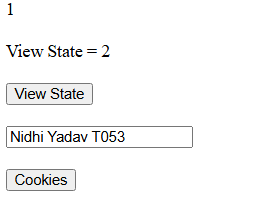 1
View State = 2
View State
Nidhi Yadav T053
Cookies